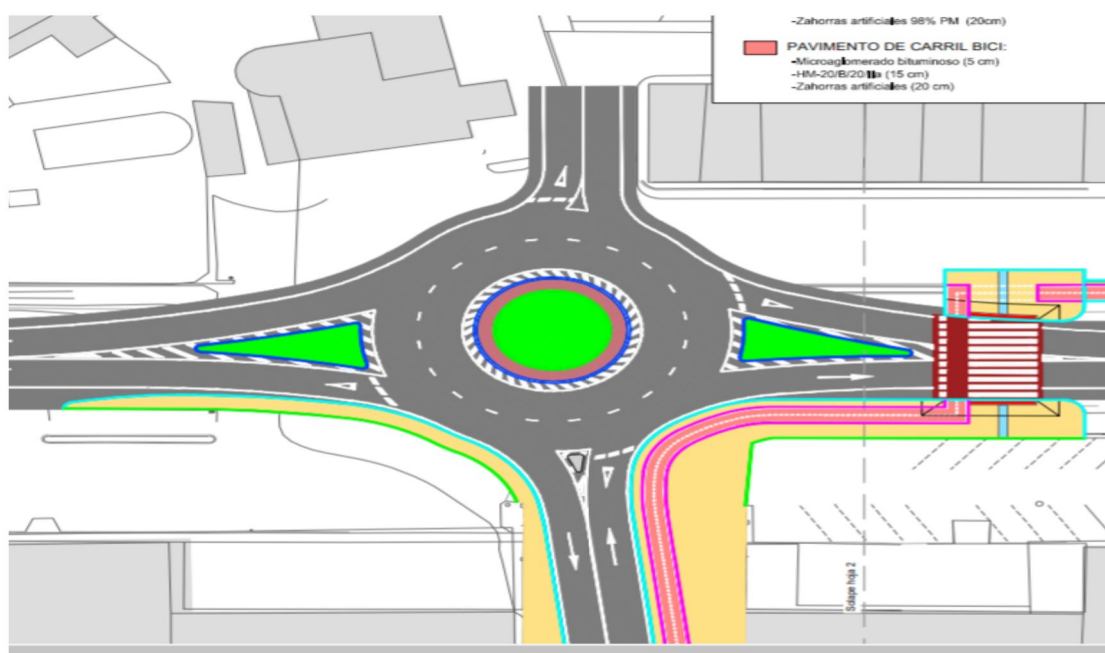 -Zahorras artificiales 98% PM (20cm)
PAVIMENTO DE CARRIL BICI:
-Microaglomerado bituminoso (5 cm)
-HM-20/B/20/IIa (15 cm)
-Zahorras artificiales (20 cm)
Solape hoja 2